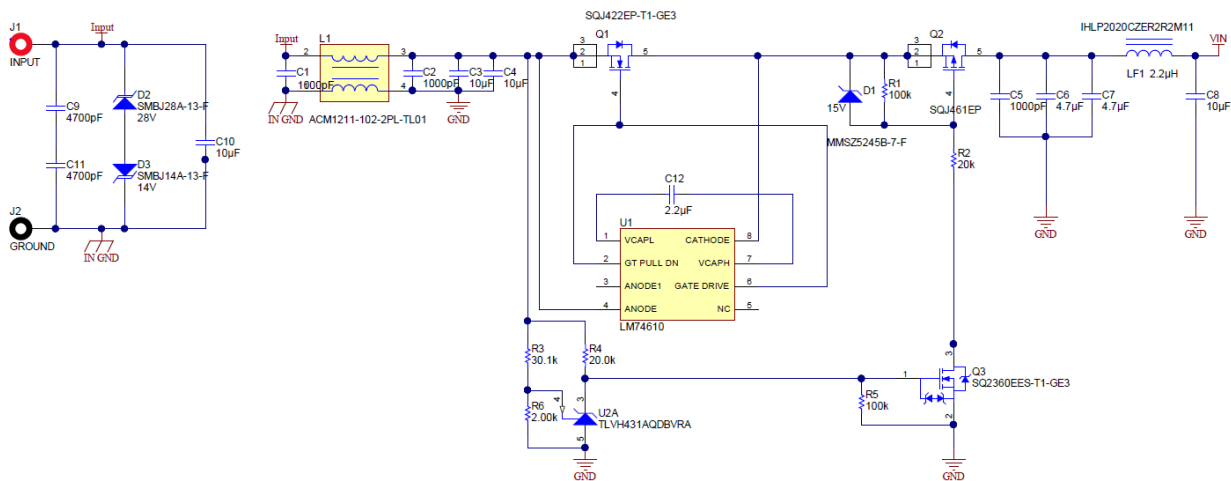 J1
INPUT
Input
C9
4700pF
C11
4700pF
D2
SMBJ28A-13-F
28V
D3
SMBJ14A-13-F
14V
C10
10µF
J2
GROUND
IN GND
Input
L1
2
3
1
4
C1
1000pF
IN GND
ACM1211-102-2PL-TL01
C2
1000pF
C3
10µF
C4
10µF
GND
SQJ422EP-T1-GE3
Q1
3
2
1
5
4
D1
15V
MMSZ5245B-7-F
R1
100k
Q2
3
2
1
5
4
SQJ461EP
R2
20k
C5
1000pF
C6
4.7µF
C7
4.7µF
GND
IHLP2020CZER2R2M11
LF1 2.2µH
VIN
C8
10µF
GND
C12
2.2µF
U1
1 VCAPL CATHODE 8
2 GT PULL DN VCAPH 7
3 ANODE1 GATE DRIVE 6
4 ANODE NC 5
LM74610
R3
30.1k
R4
20.0k
R6
2.00k
4
3
5
U2A
TLVH431AQDBVRA
GND
R5
100k
1
3
2
Q3
SQ2360EES-T1-GE3
GND